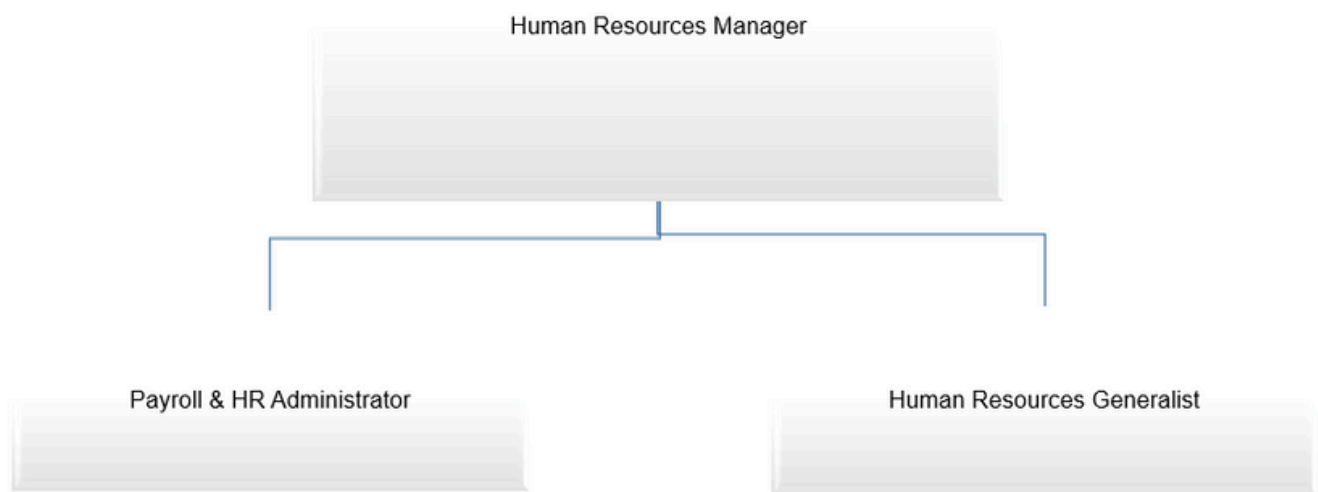 Human Resources Manager
Payroll & HR Administrator
Human Resources Generalist